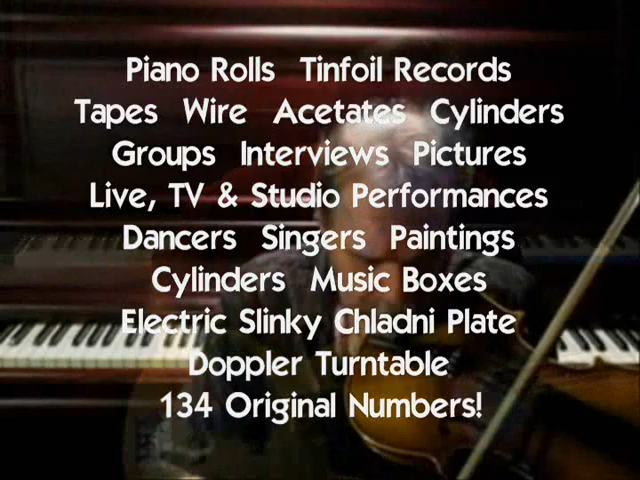 Piano Rolls Tinfoil Records
Tapes Wire Acetates Cylinders
Groups Interviews Pictures
Live, TV & Studio Performances
Dancers Singers Paintings
Cylinders Music Boxes
Electric Slinky Chladni Plate
Doppler Turntable
134 Original Numbers!